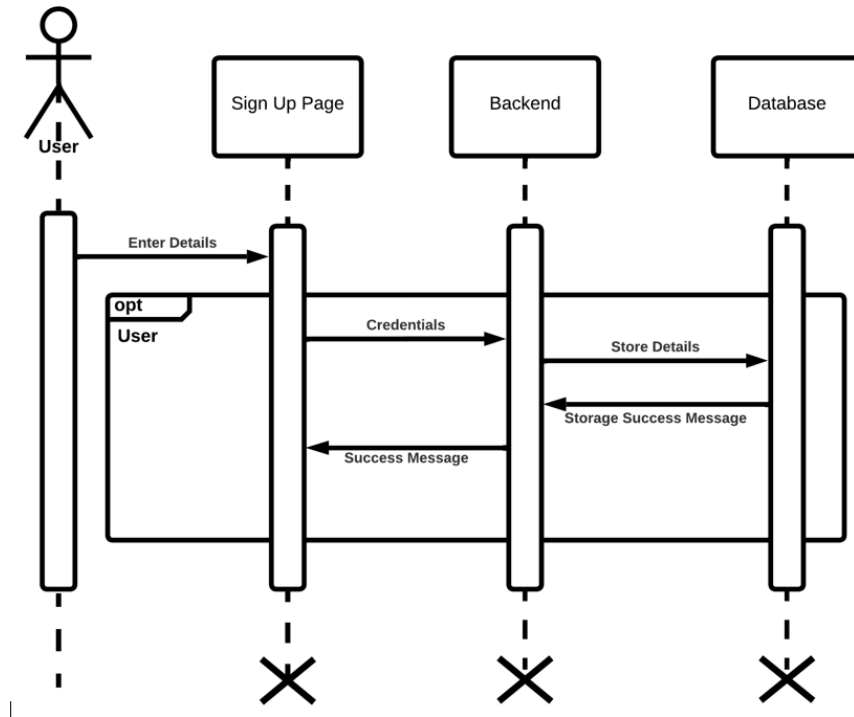 Sign Up Page
Backend
Database
User
Enter Details
opt
User
Credentials
Store Details
Storage Success Message
Success Message